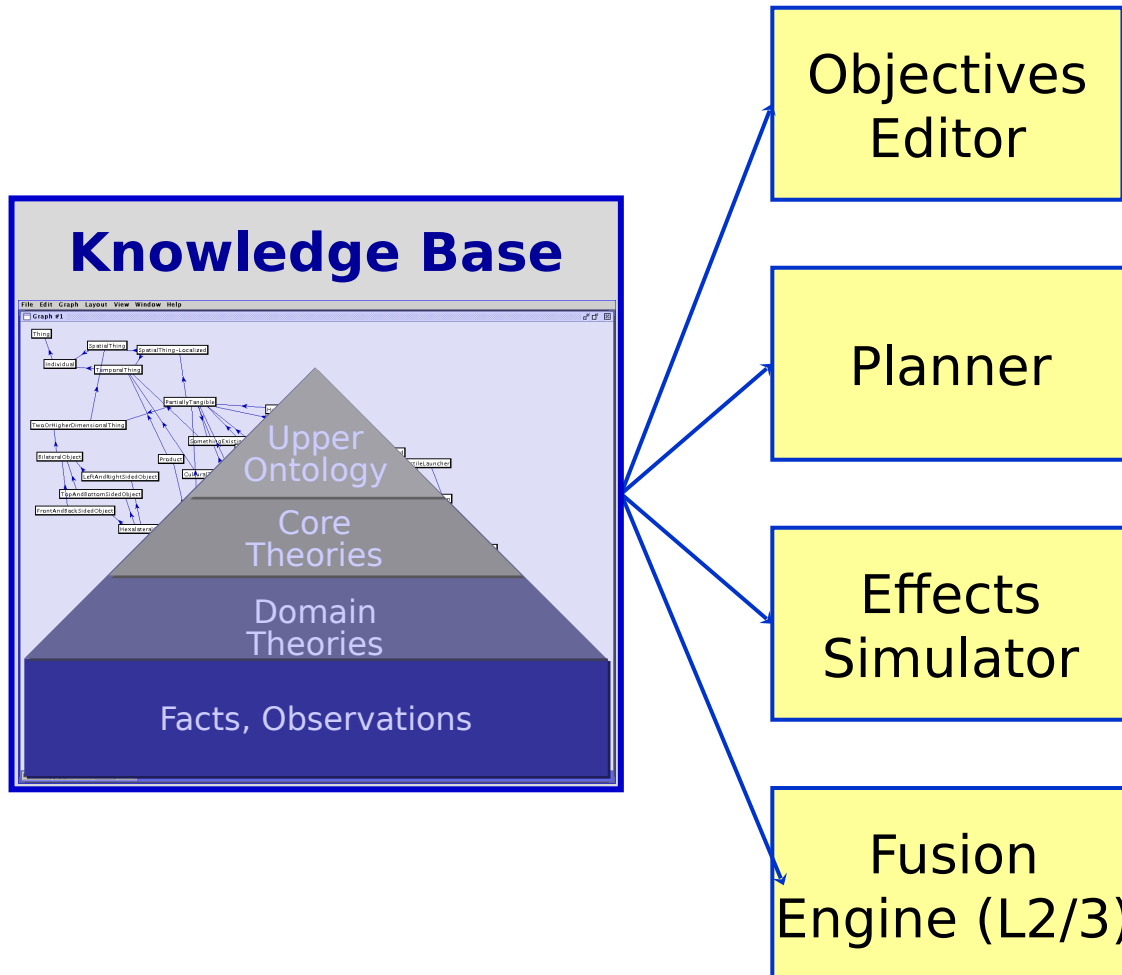 Knowledge Base
File Edit Graph Layout View Window Help
Graph #1
Thing
SpatialThing
SpatialThing-Localized
Individual
TemporalThing
PartiallyTangible
TwoOrHigherDimensionalThing
BilateralObject
Product
LeftAndRightSidedObject
TopAndBottomSidedObject
FrontAndBackSidedObject
Upper
Ontology
Core
Theories
Domain
Theories
Facts, Observations
Objectives
Editor
Planner
Effects
Simulator
Fusion
Engine (L2/3)